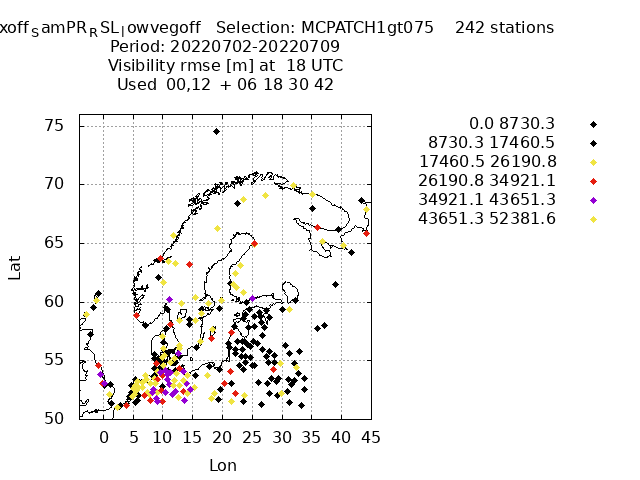 xoff_SamPR_RSL_lowvegoff Selection: MCPATCH1gt075 242 stations
Period: 20220702-20220709
Visibility rmse [m] at 18 UTC
Used 00,12 + 06 18 30 42
0.0 8730.3
8730.3 17460.5
17460.5 26190.8
26190.8 34921.1
34921.1 43651.3
43651.3 52381.6
75
70
65
60
55
50
Lat
0 5 10 15 20 25 30 35 40 45
Lon